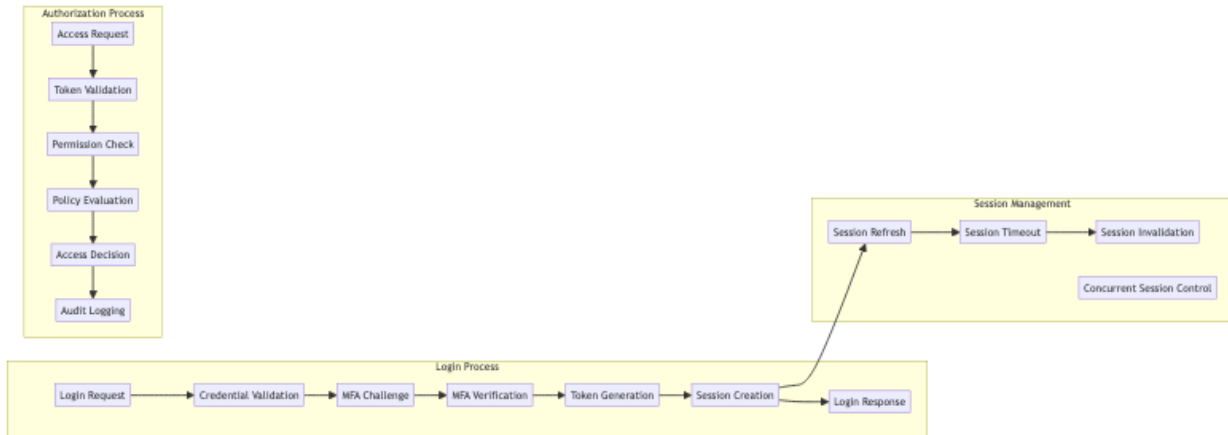 Authorization Process
Access Request
Token Validation
Permission Check
Policy Evaluation
Access Decision
Audit Logging
Session Management
Session Refresh
Session Timeout
Session Invalidation
Concurrent Session Control
Login Process
Login Request
Credential Validation
MFA Challenge
MFA Verification
Token Generation
Session Creation
Login Response